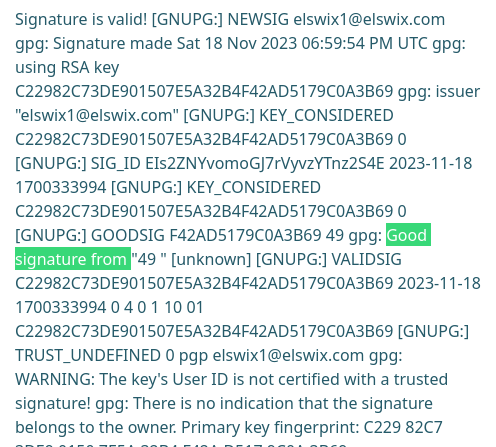 Signature is valid! [GNUPG:] NEWSIG elswix1@elswix.com
gpg: Signature made Sat 18 Nov 2023 06:59:54 PM UTC gpg:
using RSA key
C22982C73DE901507E5A32B4F42AD5179C0A3B69 gpg: issuer
"elswix1@elswix.com" [GNUPG:] KEY_CONSIDERED
C22982C73DE901507E5A32B4F42AD5179C0A3B69 0
[GNUPG:] SIG_ID EIs2ZNYvomoGJ7rVyvzYTnz2S4E 2023-11-18
1700333994 [GNUPG:] KEY_CONSIDERED
C22982C73DE901507E5A32B4F42AD5179C0A3B69 0
[GNUPG:] GOODSIG F42AD5179C0A3B69 49 gpg: Good
signature from "49 " [unknown] [GNUPG:] VALIDSIG
C22982C73DE901507E5A32B4F42AD5179C0A3B69 2023-11-18
1700333994 0 4 0 1 10 01
C22982C73DE901507E5A32B4F42AD5179C0A3B69 [GNUPG:]
TRUST_UNDEFINED 0 pgp elswix1@elswix.com gpg:
WARNING: The key's User ID is not certified with a trusted
signature! gpg: There is no indication that the signature
belongs to the owner. Primary key fingerprint: C229 82C7